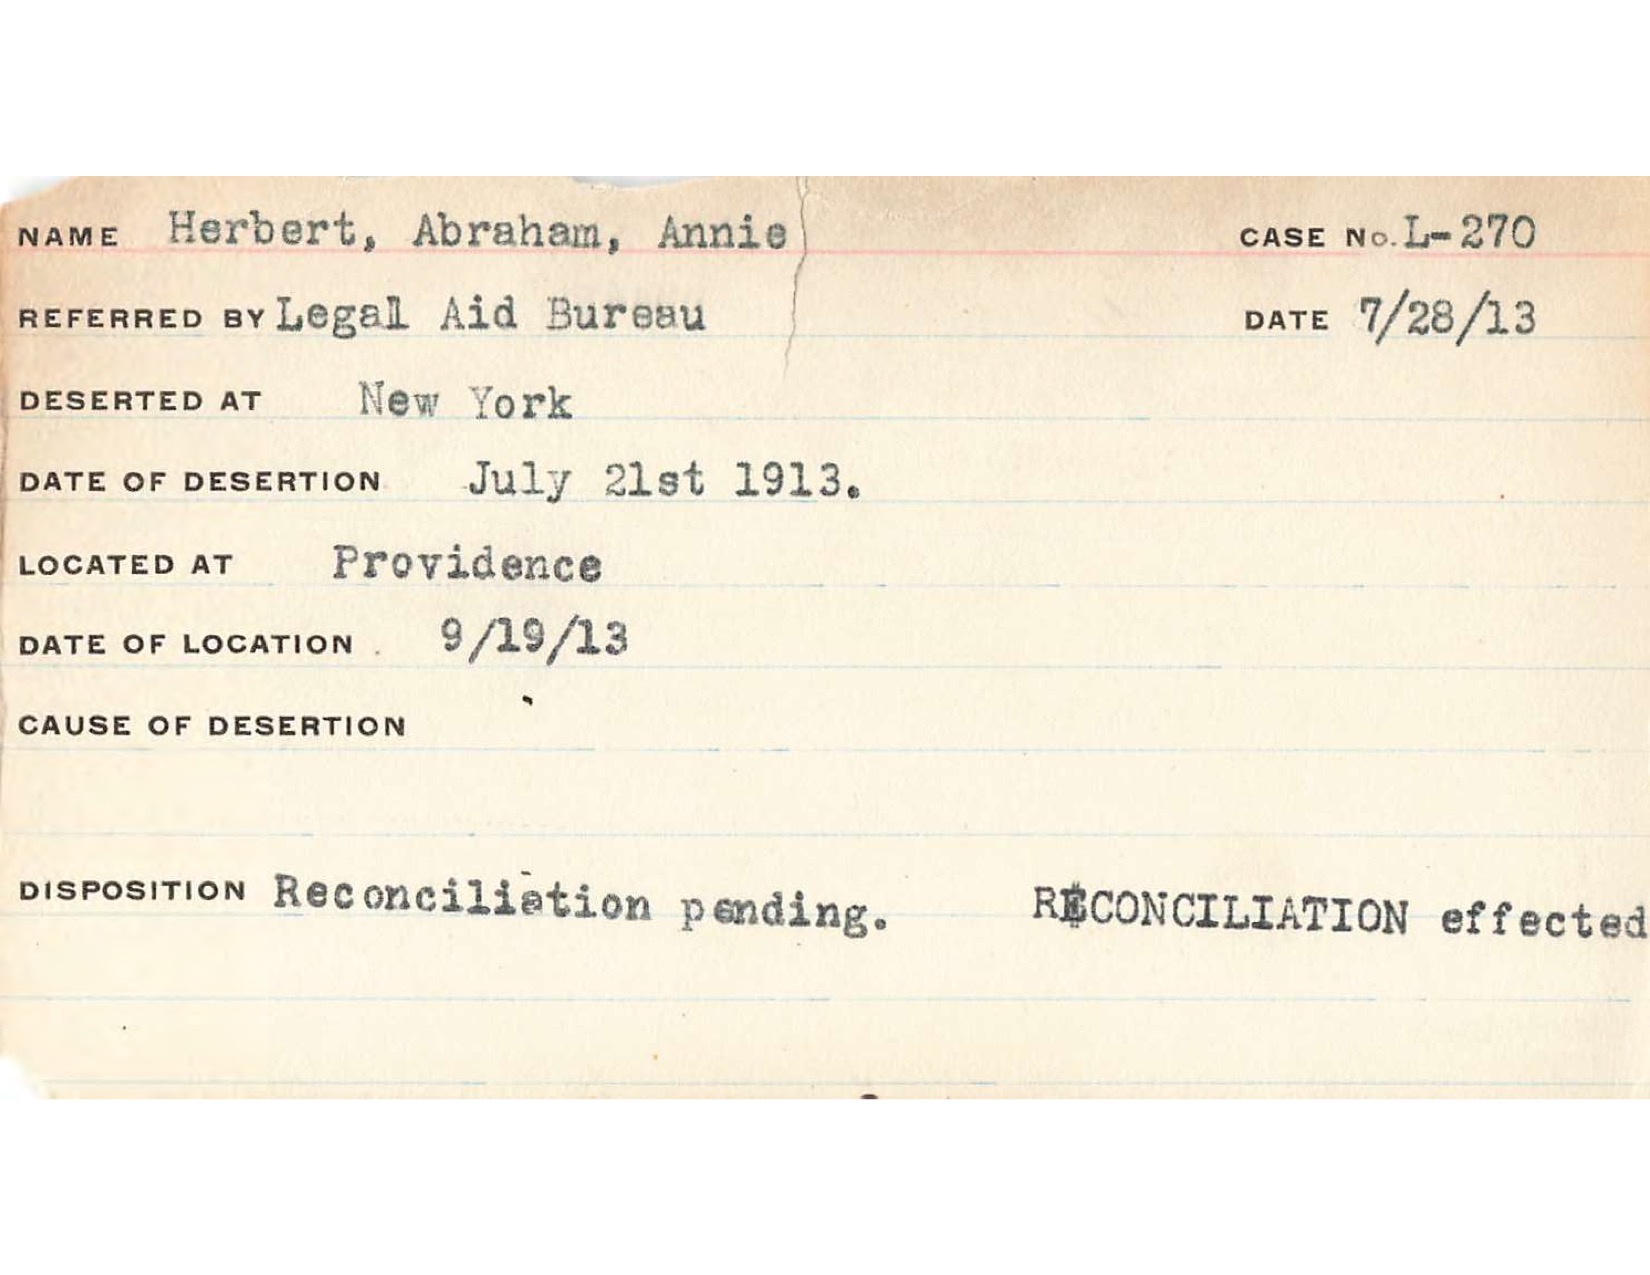 NAME Herbert, Abraham, Annie CASE No. L-270
REFERRED BY Legal Aid Bureau DATE 7/28/13
DESERTED AT New York
DATE OF DESERTION July 21st 1913.
LOCATED AT Providence
DATE OF LOCATION 9/19/13
CAUSE OF DESERTION
DISPOSITION Reconciliation pending. RECONCILIATION effected